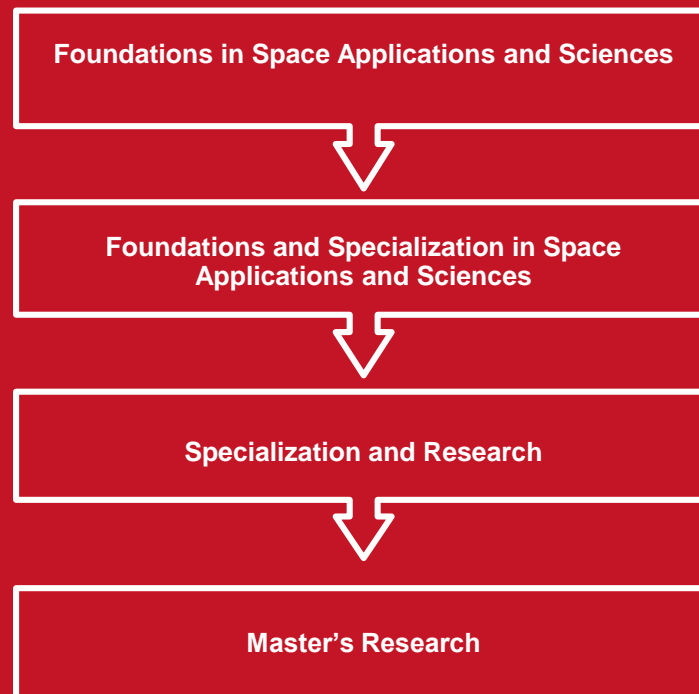 Foundations in Space Applications and Sciences
Foundations and Specialization in Space
Applications and Sciences
Specialization and Research
Master’s Research